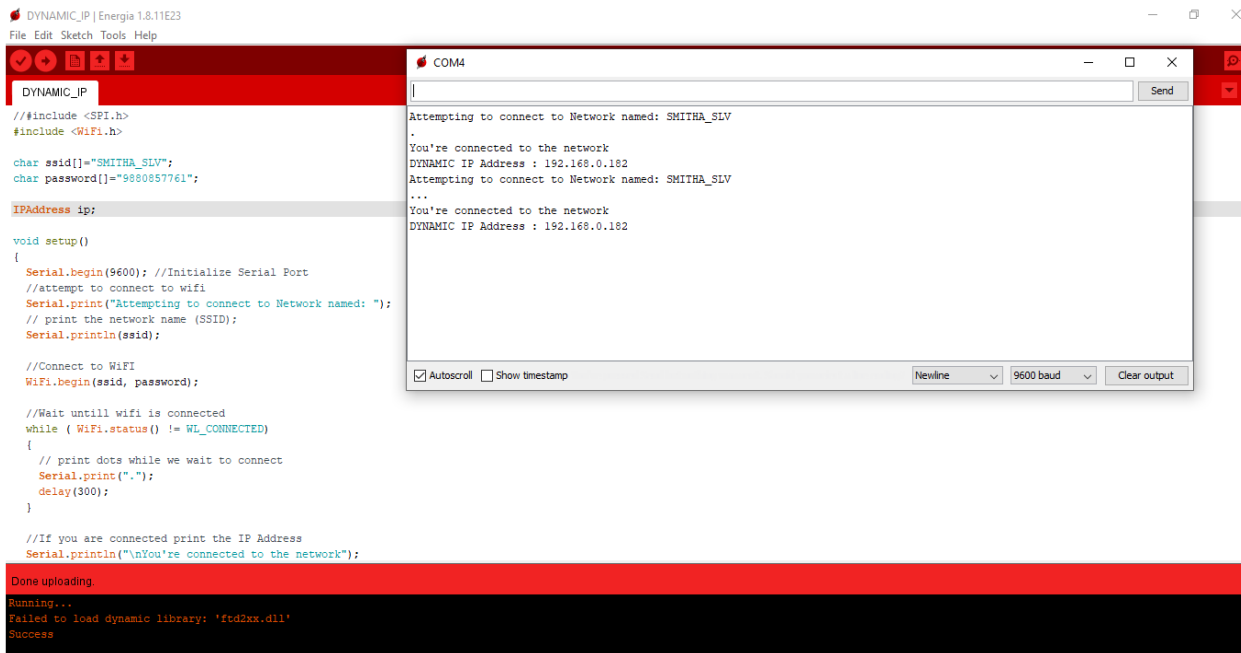 DYNAMIC_IP | Energia 1.8.11E23
File Edit Sketch Tools Help
DYNAMIC_IP
//#include <SPI.h>
#include <WiFi.h>
char ssid[]="SMITHA_SLV";
char password[]="9880857761";
IPAddress ip;
void setup()
{
Serial.begin(9600); //Initialize Serial Port
//attempt to connect to wifi
Serial.print("Attempting to connect to Network named: ");
// print the network name (SSID);
Serial.println(ssid);
//Connect to WiFI
WiFi.begin(ssid, password);
//Wait untill wifi is connected
while ( WiFi.status() != WL_CONNECTED)
{
// print dots while we wait to connect
Serial.print(".");
delay(300);
}
//If you are connected print the IP Address
Serial.println("\nYou're connected to the network");
COM4
Send
Attempting to connect to Network named: SMITHA_SLV
.
You're connected to the network
DYNAMIC IP Address : 192.168.0.182
Attempting to connect to Network named: SMITHA_SLV
...
You're connected to the network
DYNAMIC IP Address : 192.168.0.182
Autoscroll Show timestamp Newline 9600 baud Clear output
Done uploading.
Running...
Failed to load dynamic library: 'ftd2xx.dll'
Success